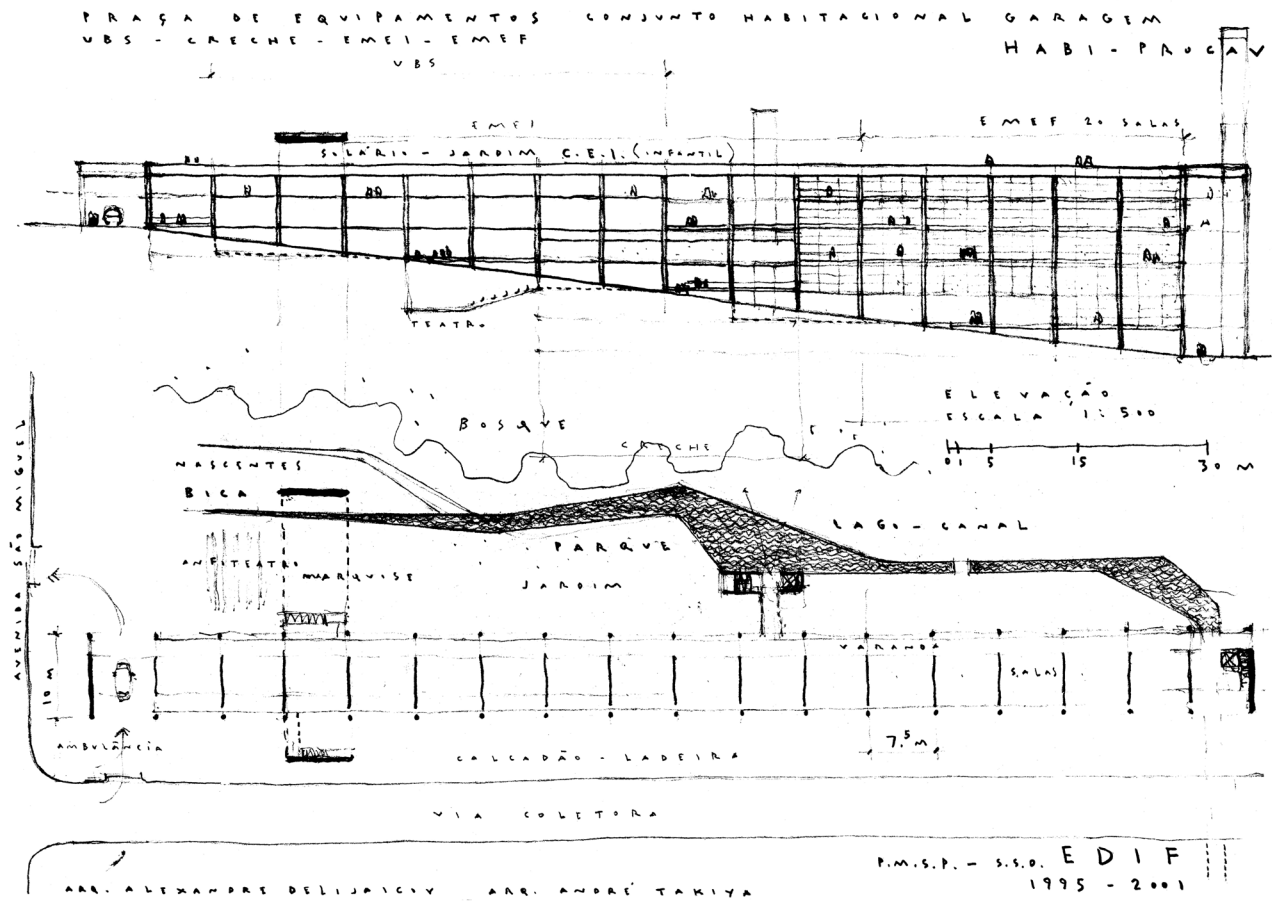 PRAÇA DE EQUIPAMENTOS CONJUNTO HABITACIONAL GARAGEM
UBS - CRECHE - EMEI - EMEF
HABI - PROCAV
UBS
EMEI
EMEF 20 SALAS
SOLÁRIO - JARDIM C.E.I. (INFANTIL)
TEATRO
ELEVAÇÃO
ESCALA 1:500
0 1 5 15 30 M
BOSQUE
CRECHE
NASCENTES
BICA
LAGO - CANAL
PARQUE
JARDIM
ANFITEATRO
MARQUISE
AVENIDA SÃO MIGUEL
VARANDA
SALAS
10 M
7.5 M
AMBULÂNCIA
CALÇADÃO - LADEIRA
VIA COLETORA
P.M.S.P. - S.S.O. EDIF
1995 - 2001
ARQ. ALEXANDRE DELIJAICOV ARQ. ANDRÉ TAKIYA